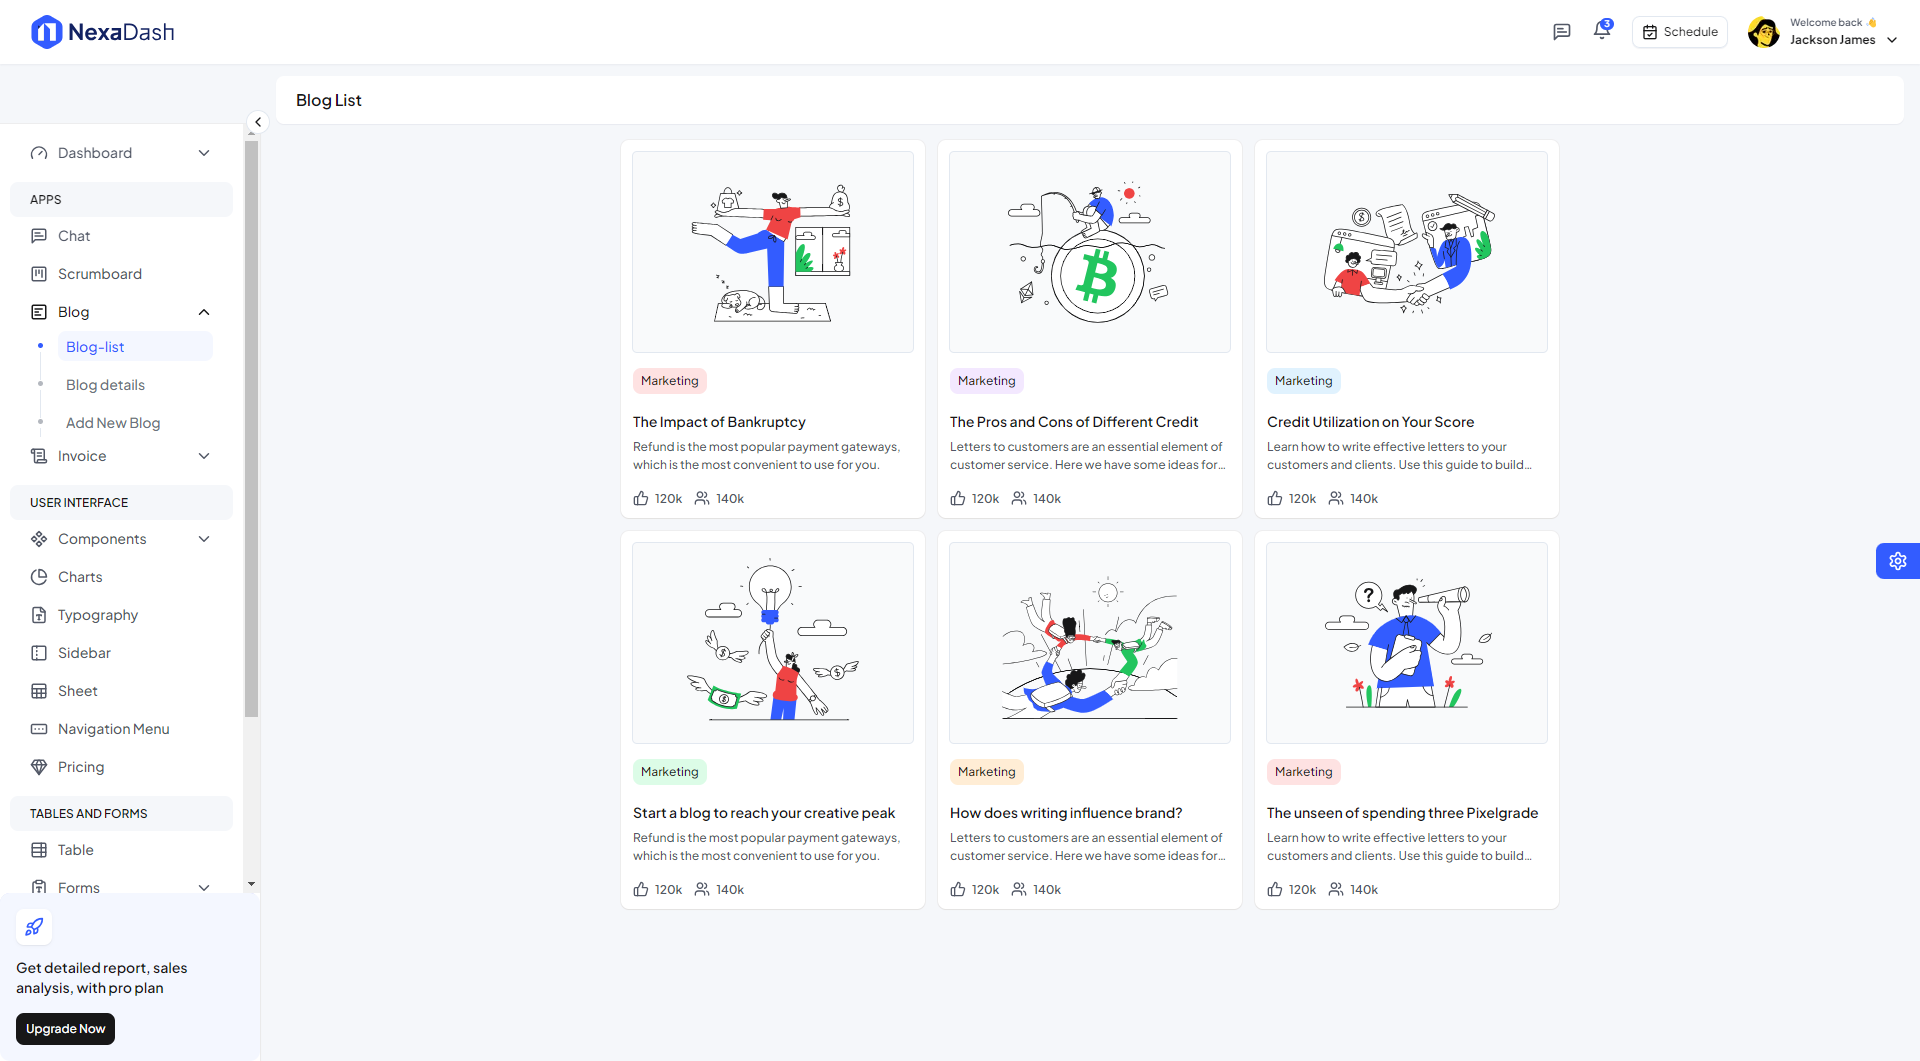 NexaDash
3
Schedule
Welcome back 👋
Jackson James
Blog List
Dashboard
APPS
Chat
Scrumboard
Blog
Blog-list
Blog details
Add New Blog
Invoice
USER INTERFACE
Components
Charts
Typography
Sidebar
Sheet
Navigation Menu
Pricing
TABLES AND FORMS
Table
Forms
Get detailed report, sales
analysis, with pro plan
Upgrade Now
$
Marketing
The Impact of Bankruptcy
Refund is the most popular payment gateways,
which is the most convenient to use for you.
120k 140k
Marketing
The Pros and Cons of Different Credit
Letters to customers are an essential element of
customer service. Here we have some ideas for...
120k 140k
$
Marketing
Credit Utilization on Your Score
Learn how to write effective letters to your
customers and clients. Use this guide to build...
120k 140k
$
$
$
Marketing
Start a blog to reach your creative peak
Refund is the most popular payment gateways,
which is the most convenient to use for you.
120k 140k
Marketing
How does writing influence brand?
Letters to customers are an essential element of
customer service. Here we have some ideas for...
120k 140k
?
Marketing
The unseen of spending three Pixelgrade
Learn how to write effective letters to your
customers and clients. Use this guide to build...
120k 140k